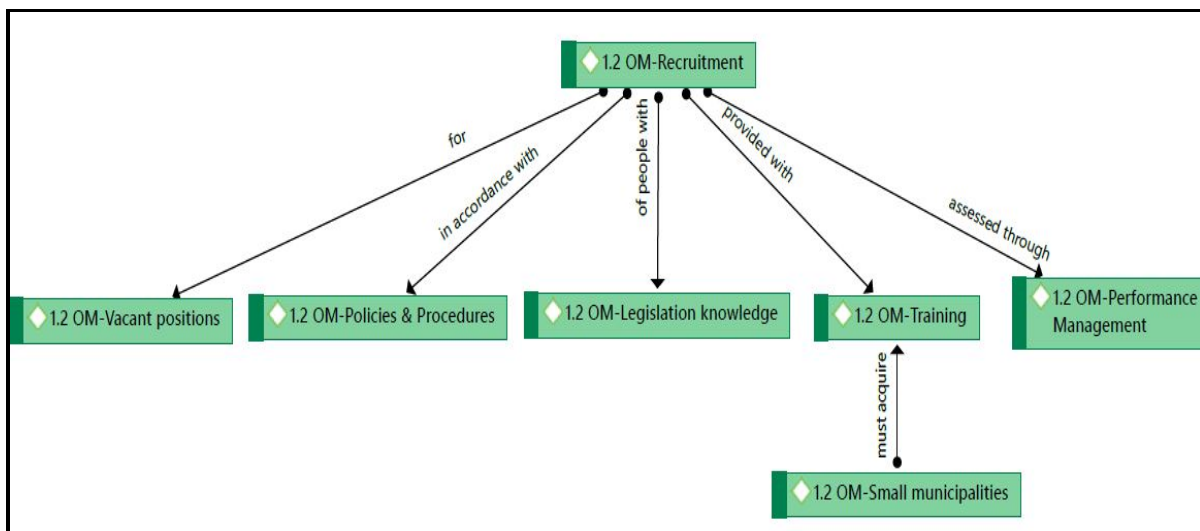 1.2 OM-Recruitment
for
in accordance with
of people with
provided with
assessed through
1.2 OM-Vacant positions
1.2 OM-Policies & Procedures
1.2 OM-Legislation knowledge
1.2 OM-Training
1.2 OM-Performance
Management
must acquire
1.2 OM-Small municipalities